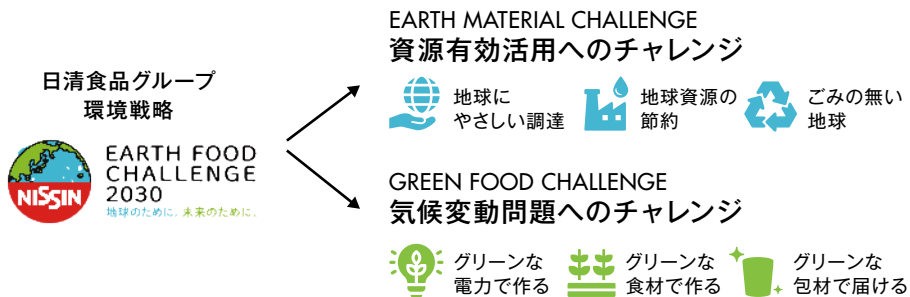 日清食品グループ
環境戦略
NISSIN
EARTH FOOD
CHALLENGE
2030
地球のために、未来のために。
EARTH MATERIAL CHALLENGE
資源有効活用へのチャレンジ
地球に
やさしい調達
地球資源の
節約
ごみの無い
地球
GREEN FOOD CHALLENGE
気候変動問題へのチャレンジ
グリーンな
電力で作る
グリーンな
食材で作る
グリーンな
包材で届ける